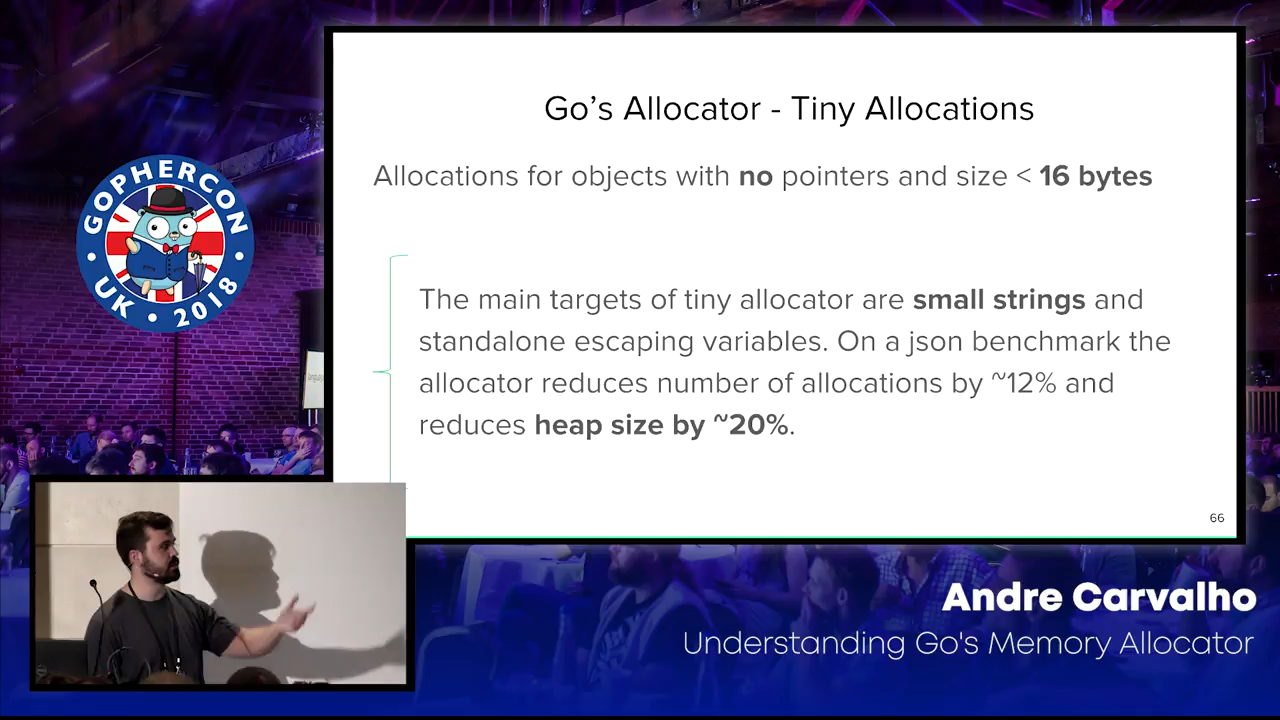 GOPHERCON
UK • 2018
Go’s Allocator - Tiny Allocations
Allocations for objects with no pointers and size < 16 bytes
The main targets of tiny allocator are small strings and
standalone escaping variables. On a json benchmark the
allocator reduces number of allocations by ~12% and
reduces heap size by ~20%.
66
Andre Carvalho
Understanding Go's Memory Allocator